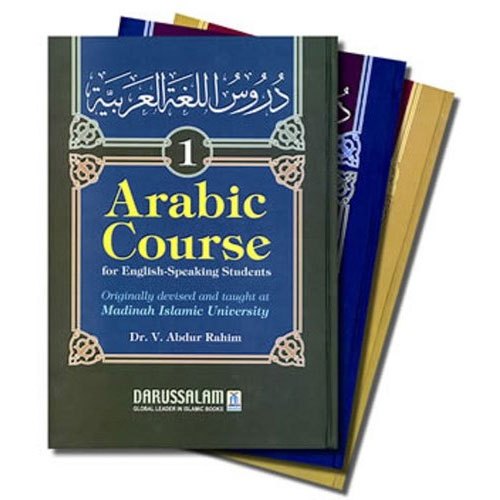 دُرُوسُ اللُّغَةِ العَرَبِيَّة
1
Arabic
Course
for English-Speaking Students
Originally devised and taught at
Madinah Islamic University
Dr. V. Abdur Rahim
DARUSSALAM
GLOBAL LEADER IN ISLAMIC BOOKS